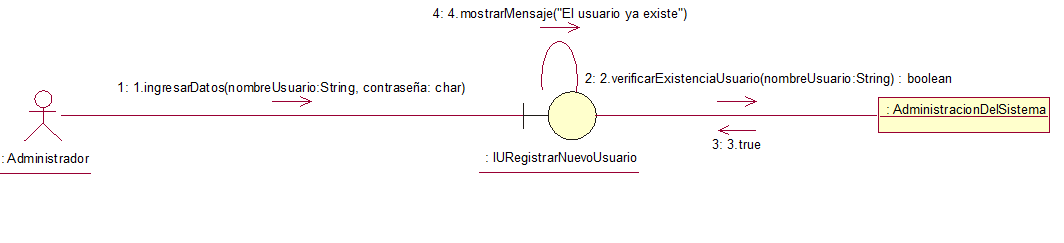 4: 4.mostrarMensaje("El usuario ya existe")
2: 2.verificarExistenciaUsuario(nombreUsuario:String) : boolean
1: 1.ingresarDatos(nombreUsuario:String, contraseña: char)
: AdministracionDelSistema
3: 3.true
: Administrador
: IURegistrarNuevoUsuario